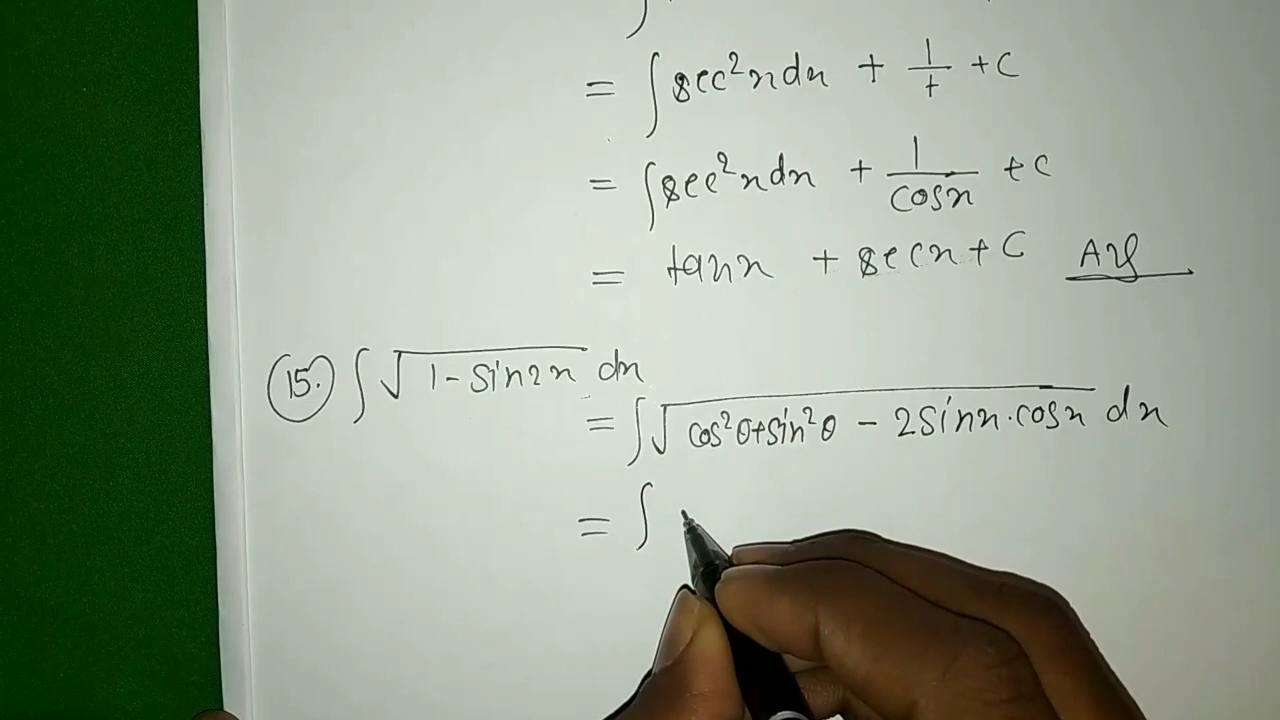 ∫
= ∫ sec²x dx + 1/t + C
= ∫ sec²x dx + 1/cosx + C
= tanx + secx + C Ans
15. ∫ √(1 - sin2x) dx
= ∫ √(cos²θ+sin²θ - 2sinx·cosx) dx
= ∫